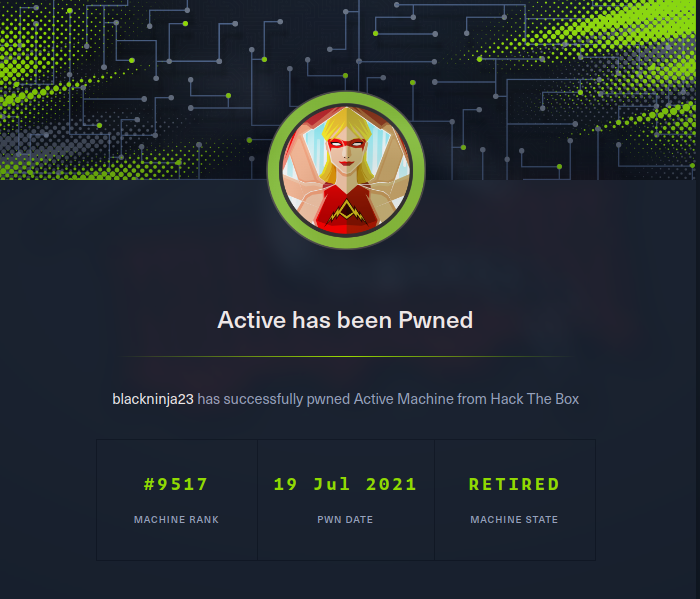 Active has been Pwned
blackninja23 has successfully pwned Active Machine from Hack The Box
#9517 19 Jul 2021 RETIRED
MACHINE RANK PWN DATE MACHINE STATE